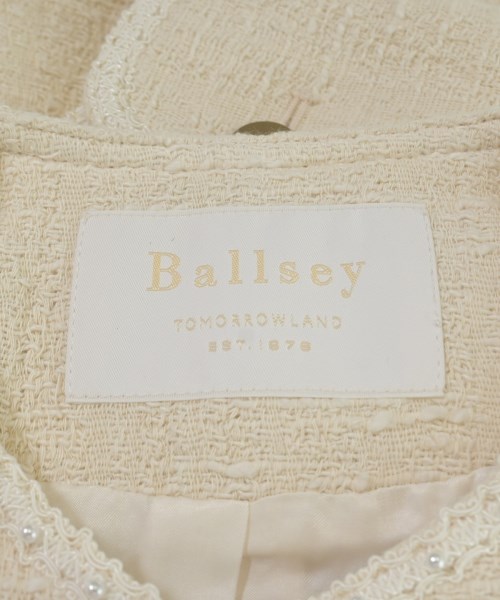 Ballsey
TOMORROWLAND
EST. 1978